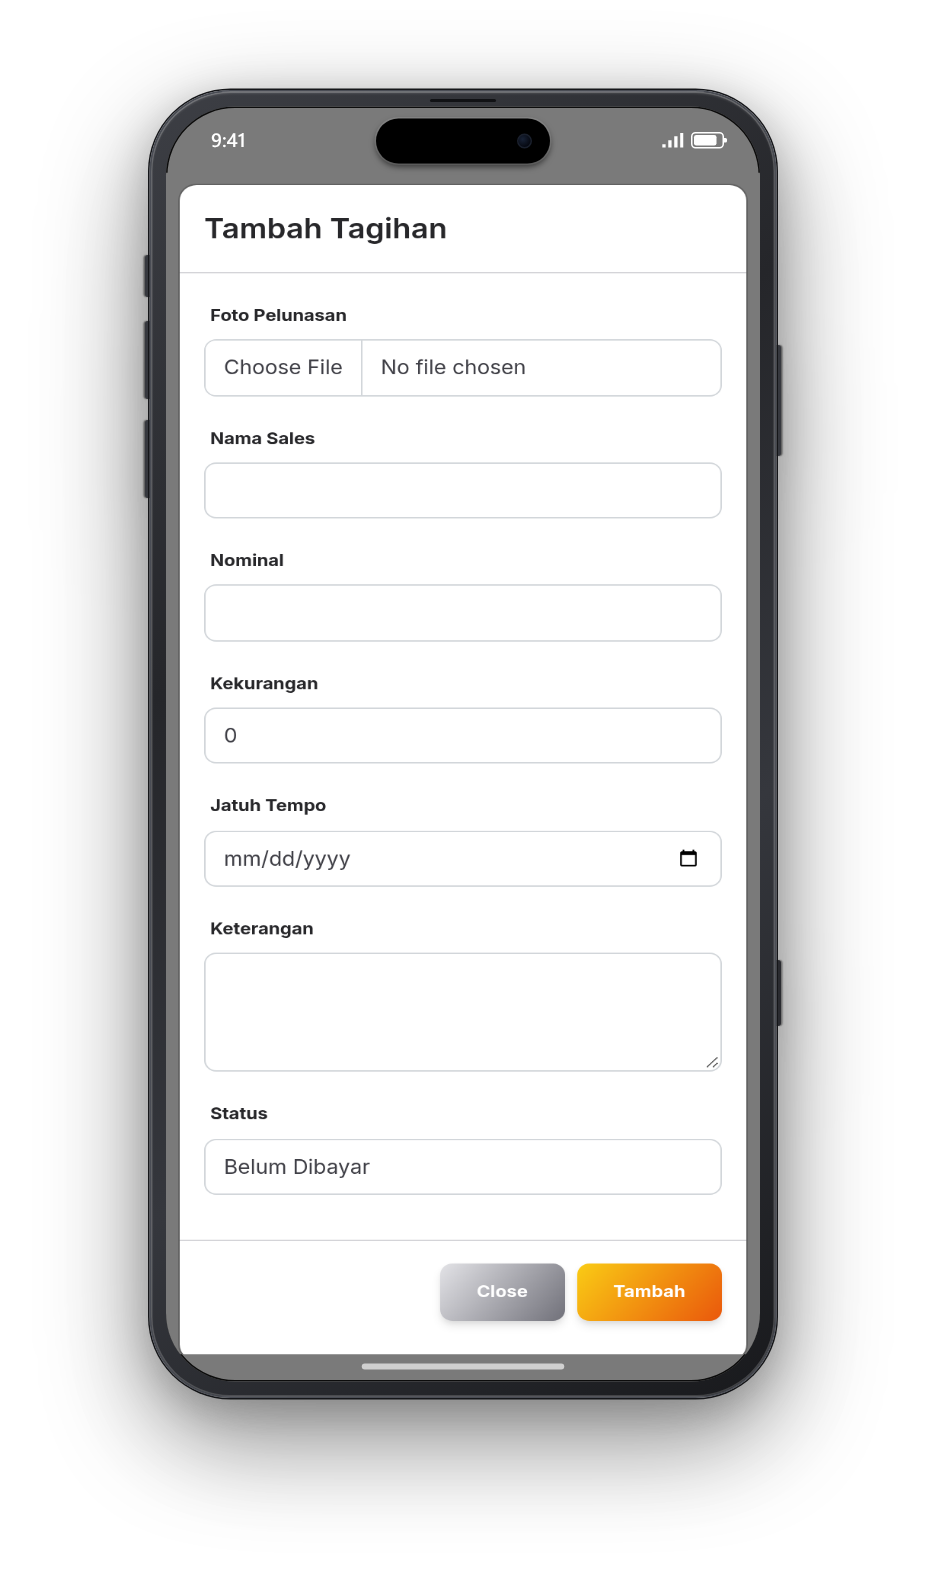 9:41
Tambah Tagihan
Foto Pelunasan
Choose File No file chosen
Nama Sales
Nominal
Kekurangan
0
Jatuh Tempo
mm/dd/yyyy
Keterangan
Status
Belum Dibayar
Close Tambah